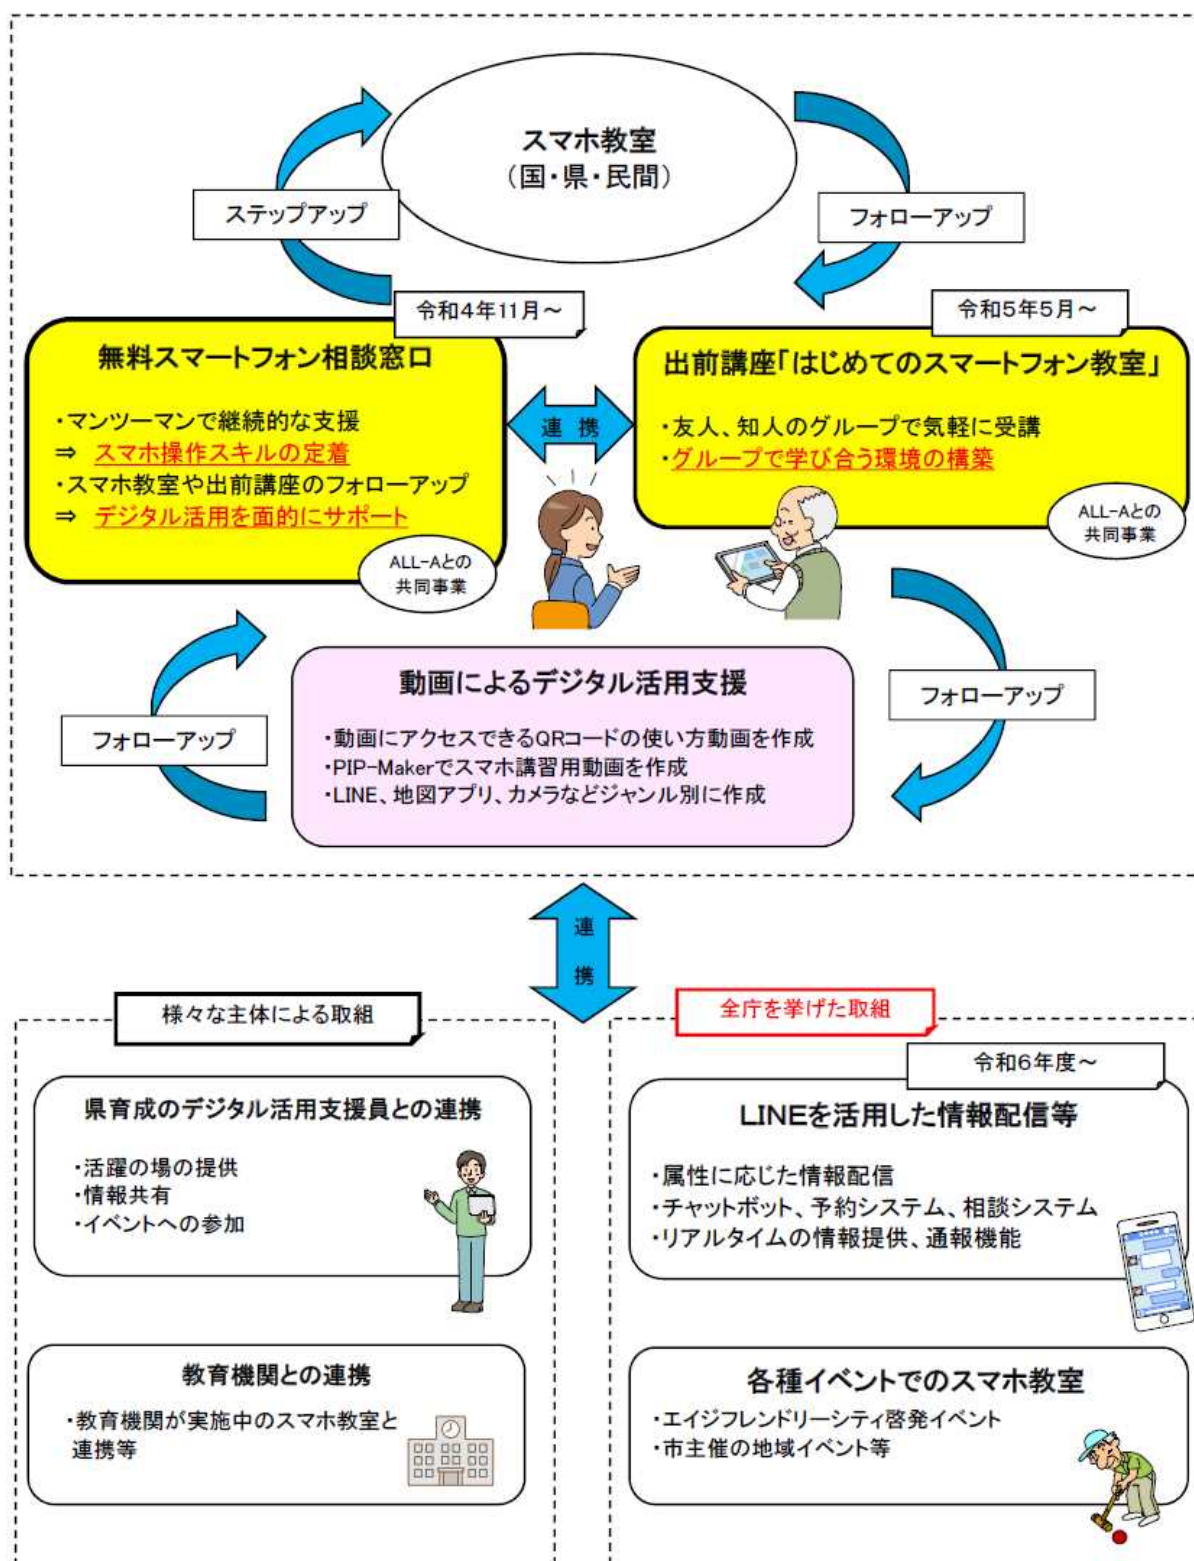 スマホ教室
（国・県・民間）
ステップアップ
フォローアップ
令和4年11月～
無料スマートフォン相談窓口
・マンツーマンで継続的な支援
⇒ スマホ操作スキルの定着
・スマホ教室や出前講座のフォローアップ
⇒ デジタル活用を面的にサポート
ALL-Aとの
共同事業
連 携
令和5年5月～
出前講座「はじめてのスマートフォン教室」
・友人、知人のグループで気軽に受講
・グループで学び合う環境の構築
ALL-Aとの
共同事業
フォローアップ
動画によるデジタル活用支援
・動画にアクセスできるQRコードの使い方動画を作成
・PIP-Makerでスマホ講習用動画を作成
・LINE、地図アプリ、カメラなどジャンル別に作成
フォローアップ
連
携
様々な主体による取組
県育成のデジタル活用支援員との連携
・活躍の場の提供
・情報共有
・イベントへの参加
教育機関との連携
・教育機関が実施中のスマホ教室と
連携等
全庁を挙げた取組
令和6年度～
LINEを活用した情報配信等
・属性に応じた情報配信
・チャットボット、予約システム、相談システム
・リアルタイムの情報提供、通報機能
各種イベントでのスマホ教室
・エイジフレンドリーシティ啓発イベント
・市主催の地域イベント等